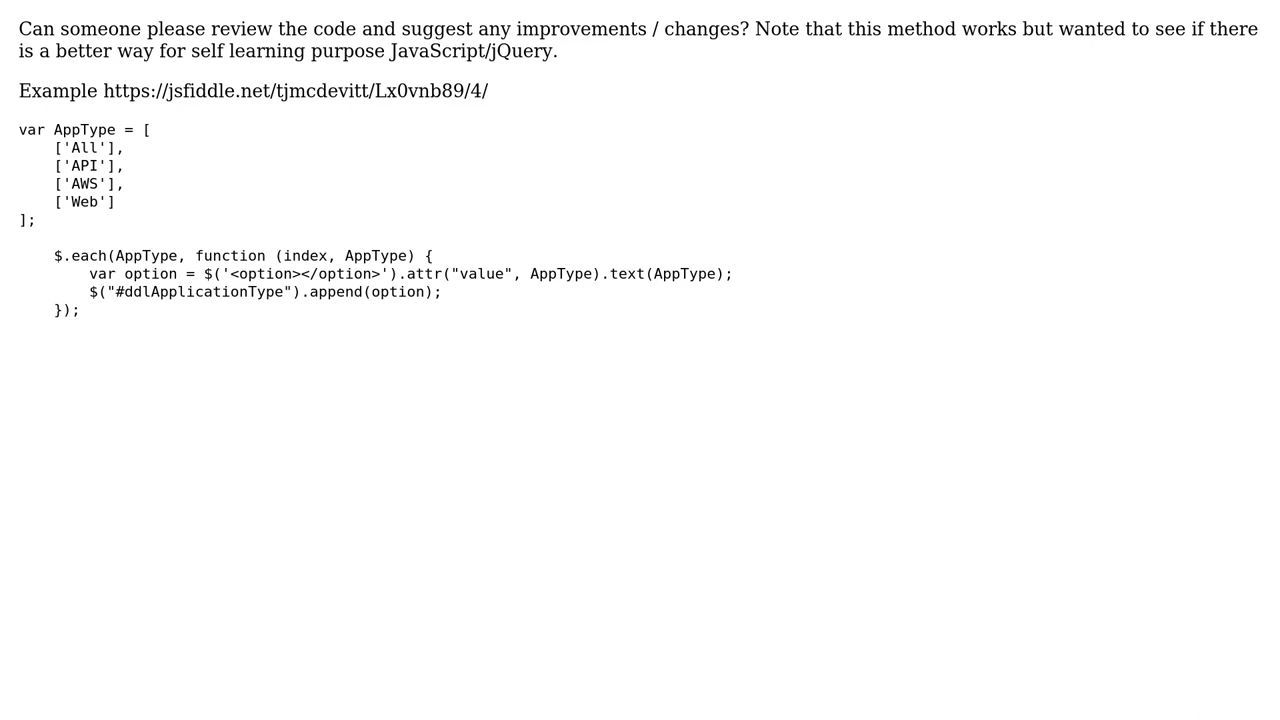 Can someone please review the code and suggest any improvements / changes? Note that this method works but wanted to see if there
is a better way for self learning purpose JavaScript/jQuery.
Example https://jsfiddle.net/tjmcdevitt/Lx0vnb89/4/
var AppType = [
    ['All'],
    ['API'],
    ['AWS'],
    ['Web']
];
    $.each(AppType, function (index, AppType) {
        var option = $('<option></option>').attr("value", AppType).text(AppType);
        $("#ddlApplicationType").append(option);
    });